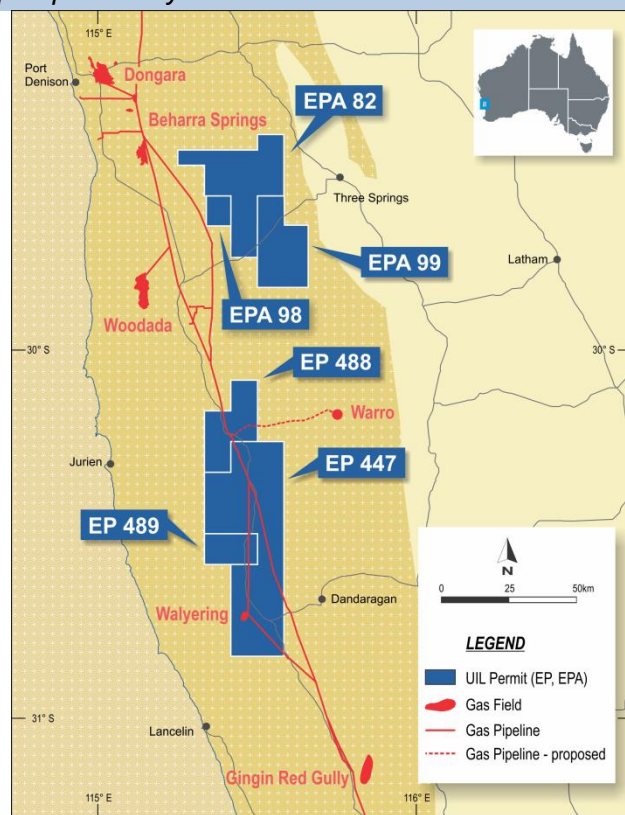 115° E
Port
Denison
Dongara
EPA 82
Beharra Springs
Three Springs
Latham
EPA 99
EPA 98
Woodada
30° S
30° S
EP 488
Warro
Jurien
EP 447
EP 489
N
0
25
50km
Dandaragan
Walyering
LEGEND
UIL Permit (EP, EPA)
Gas Field
Gas Pipeline
Gas Pipeline - proposed
31° S
Lancelin
Gingin Red Gully
115° E
116° E